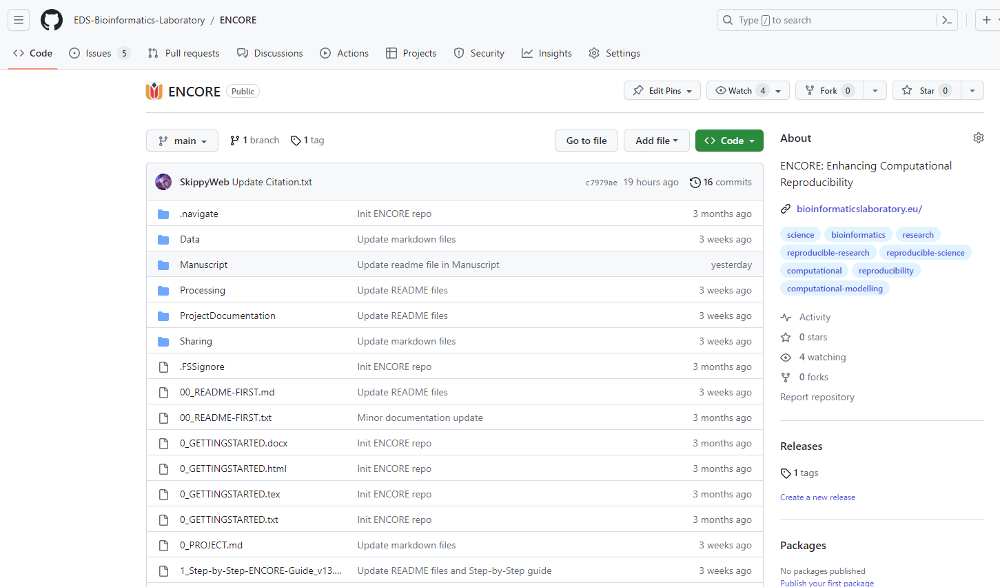 EDS-Bioinformatics-Laboratory / ENCORE
Type / to search
Code
Issues 5
Pull requests
Discussions
Actions
Projects
Security
Insights
Settings
ENCORE Public
Edit Pins
Watch 4
Fork 0
Star 0
main
1 branch
1 tag
Go to file
Add file
Code
SkippyWeb Update Citation.txt c7979ae 19 hours ago 16 commits
.navigate Init ENCORE repo 3 months ago
Data Update markdown files 3 weeks ago
Manuscript Update readme file in Manuscript yesterday
Processing Update README files 3 weeks ago
ProjectDocumentation Update README files 3 weeks ago
Sharing Update markdown files 3 weeks ago
.FSSignore Init ENCORE repo 3 months ago
00_README-FIRST.md Update README files 3 weeks ago
00_README-FIRST.txt Minor documentation update 3 months ago
0_GETTINGSTARTED.docx Init ENCORE repo 3 months ago
0_GETTINGSTARTED.html Init ENCORE repo 3 months ago
0_GETTINGSTARTED.tex Init ENCORE repo 3 months ago
0_GETTINGSTARTED.txt Init ENCORE repo 3 months ago
0_PROJECT.md Update markdown files 3 weeks ago
1_Step-by-Step-ENCORE-Guide_v13.... Update README files and Step-by-Step guide 3 weeks ago
About
ENCORE: Enhancing Computational
Reproducibility
bioinformaticslaboratory.eu/
science bioinformatics research
reproducible-research reproducible-science
computational reproducibility
computational-modelling
Activity
0 stars
4 watching
0 forks
Report repository
Releases
1 tags
Create a new release
Packages
No packages published
Publish your first package